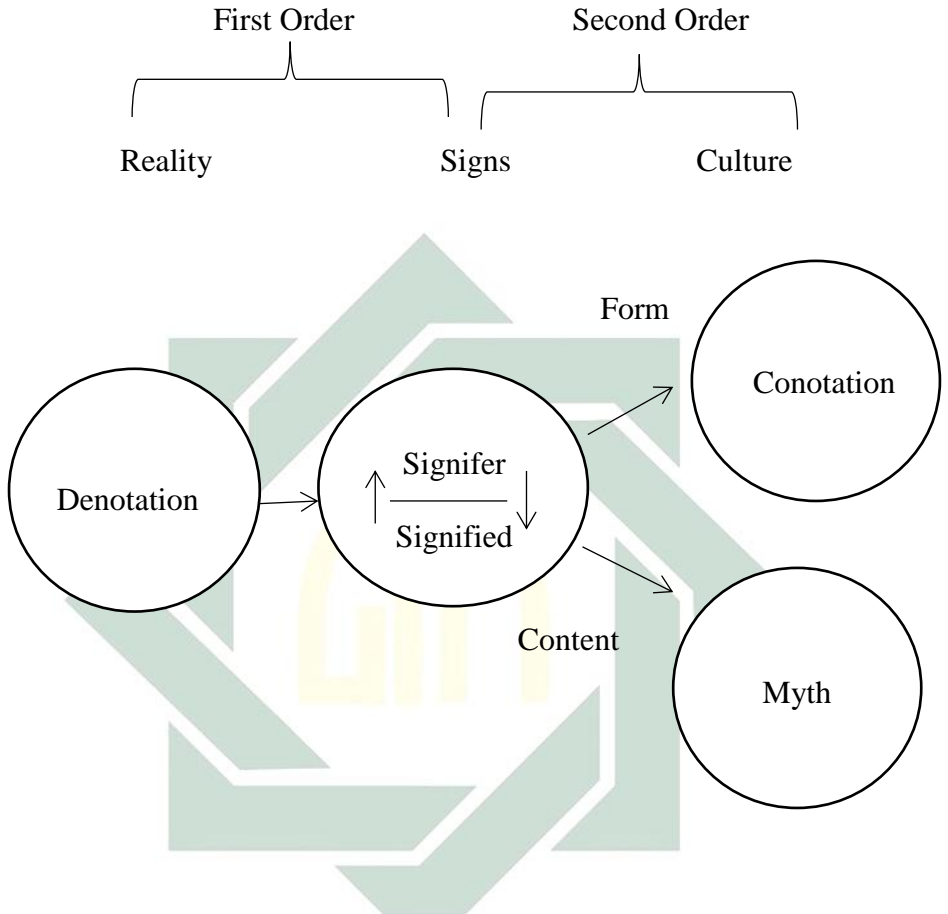 First Order Second Order
Reality Signs Culture
Form
Conotation
Signifer
Denotation
Signified
Content
Myth